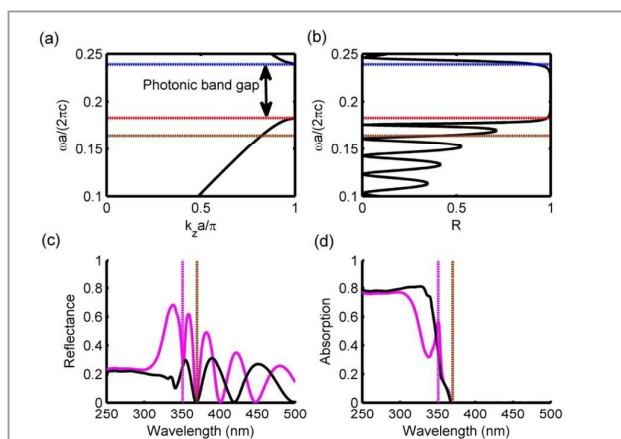 (a)
0.25
0.2
0.15
0.1
ωa/(2πc)
Photonic band gap
0
0.5
1
k_z a/π
(b)
0.25
0.2
0.15
0.1
ωa/(2πc)
0
0.5
1
R
(c)
1
0.8
0.6
0.4
0.2
0
Reflectance
250 300 350 400 450 500
Wavelength (nm)
(d)
1
0.8
0.6
0.4
0.2
0
Absorption
250 300 350 400 450 500
Wavelength (nm)